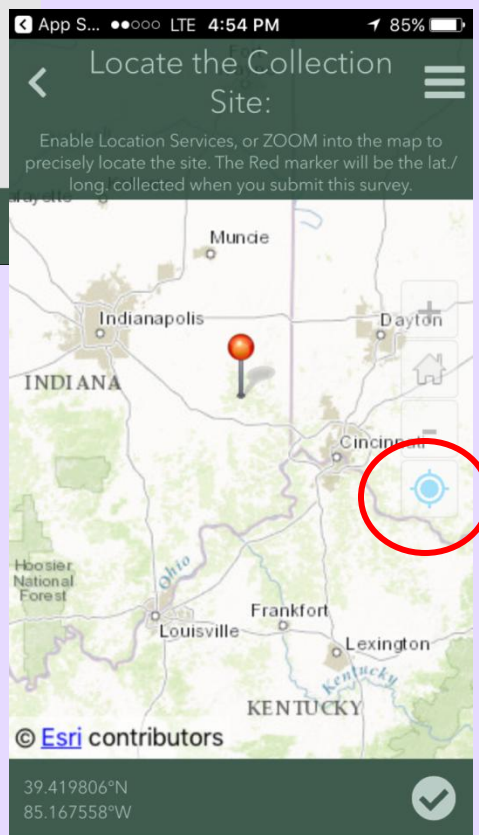 App S... LTE 4:54 PM 85%
Locate the Collection
Site:
Enable Location Services, or ZOOM into the map to
precisely locate the site. The Red marker will be the lat./
long. collected when you submit this survey.
Muncie
Indianapolis
Dayton
INDIANA
Cincinnati
Hoosier
National
Forest
Ohio
Frankfort
Louisville
Lexington
Kentucky
KENTUCKY
© Esri contributors
39.419806°N
85.167558°W